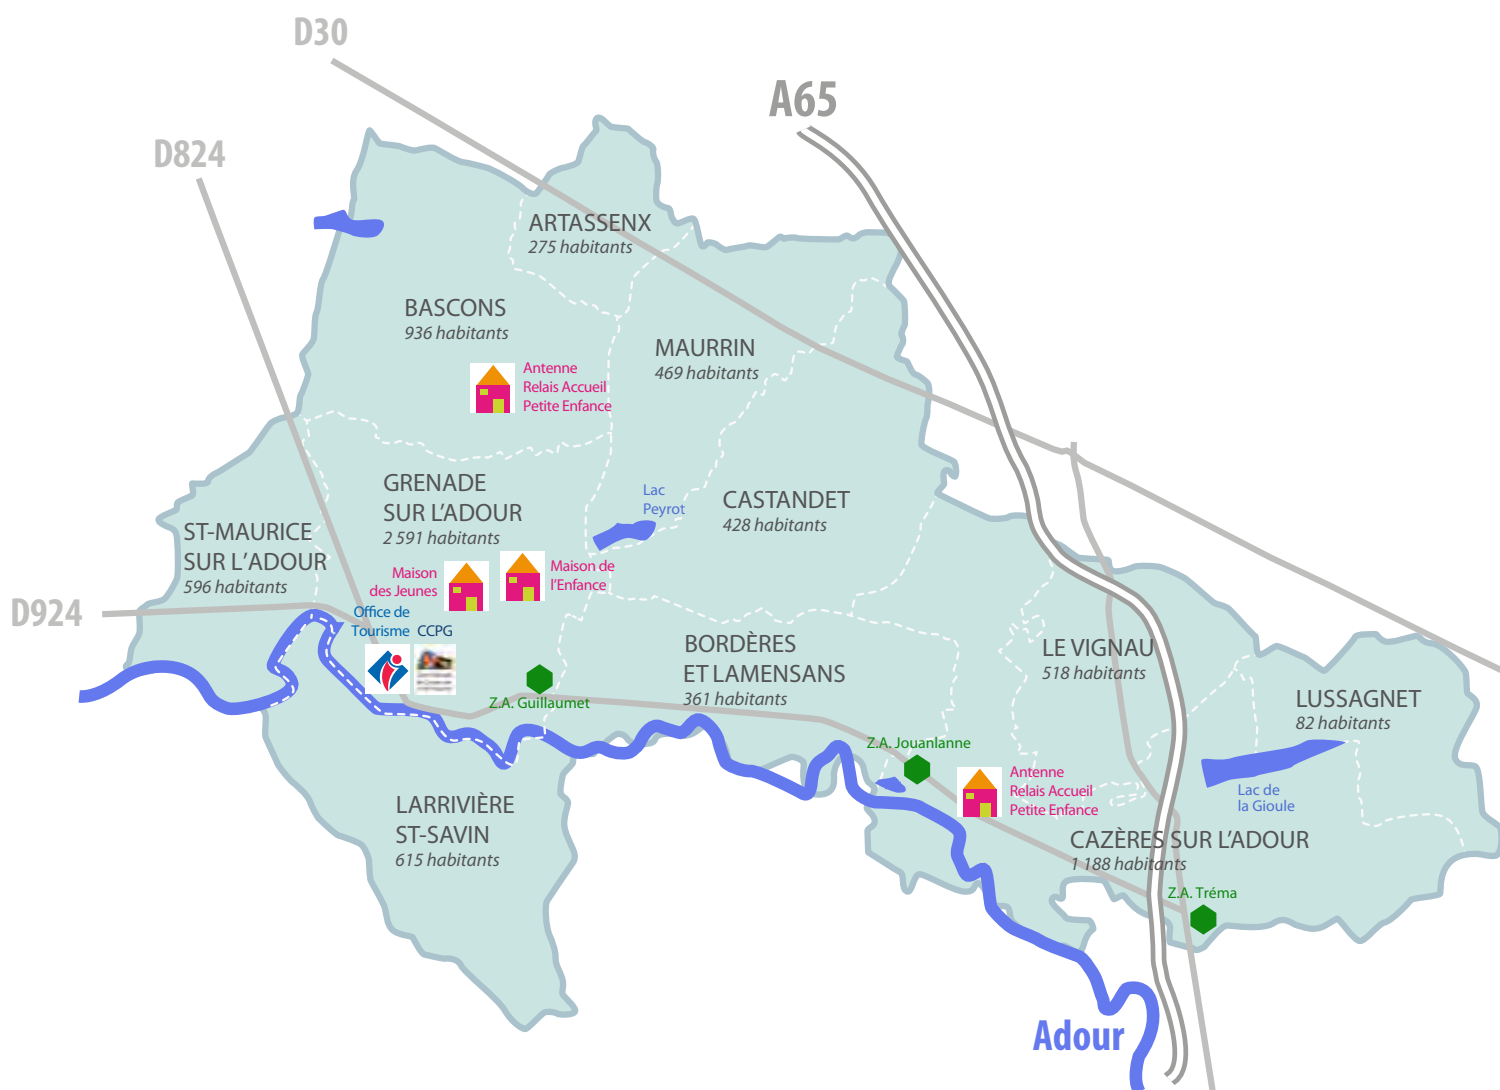 D30
A65
D824
ARTASSENX
275 habitants
BASCONS
936 habitants
MAURRIN
469 habitants
Antenne
Relais Accueil
Petite Enfance
GRENADE
SUR L'ADOUR
2 591 habitants
Lac
Peyrot
CASTANDET
428 habitants
ST-MAURICE
SUR L'ADOUR
596 habitants
Maison
des Jeunes
Maison de
l'Enfance
D924
Office de
Tourisme
CCPG
BORDÈRES
ET LAMENSANS
361 habitants
LE VIGNAU
518 habitants
LUSSAGNET
82 habitants
Z.A. Guillaumet
Z.A. Jouanlanne
Antenne
Relais Accueil
Petite Enfance
Lac de
la Gioule
LARRIVIÈRE
ST-SAVIN
615 habitants
CAZÈRES SUR L'ADOUR
1 188 habitants
Z.A. Tréma
Adour